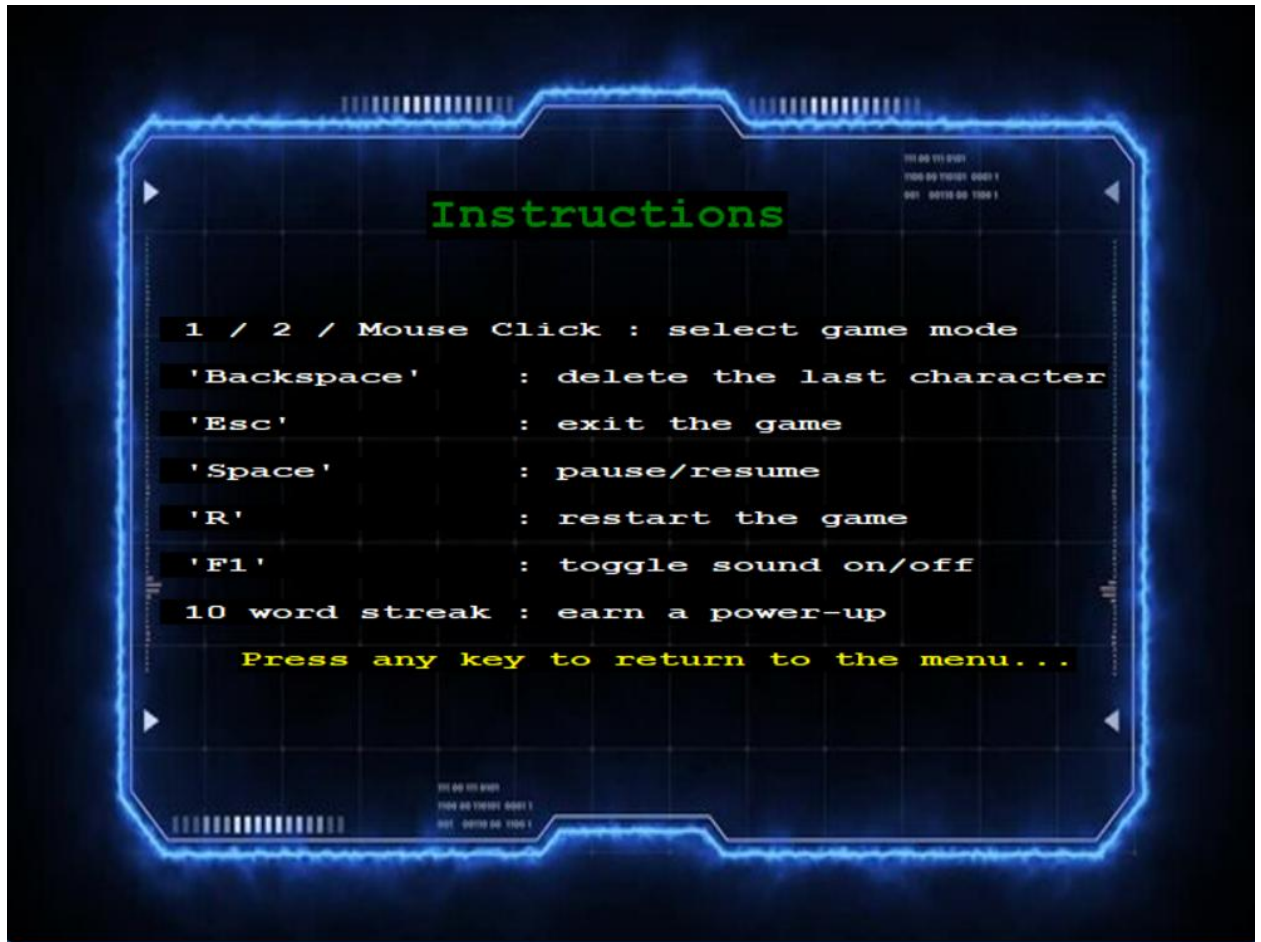 Instructions
1 / 2 / Mouse Click : select game mode
'Backspace' : delete the last character
'Esc' : exit the game
'Space' : pause/resume
'R' : restart the game
'F1' : toggle sound on/off
10 word streak : earn a power-up
Press any key to return to the menu...